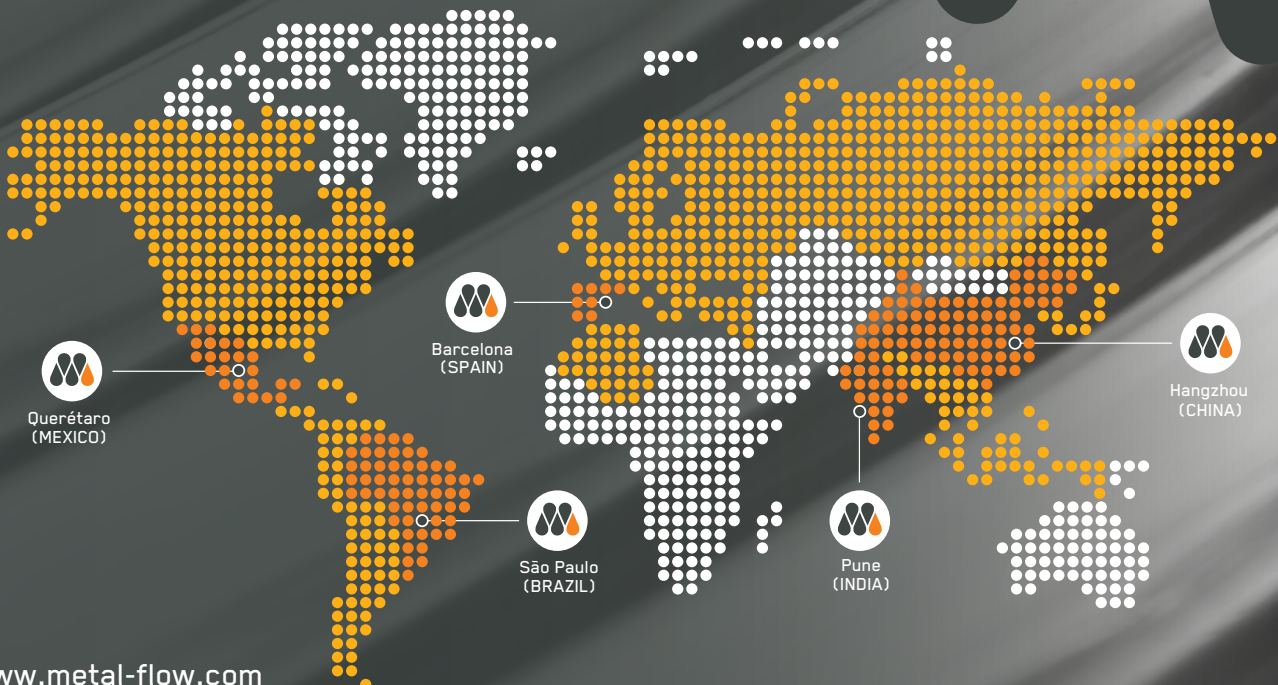 Barcelona
(SPAIN)
Querétaro
(MEXICO)
Hangzhou
(CHINA)
São Paulo
(BRAZIL)
Pune
(INDIA)
ww.metal-flow.com